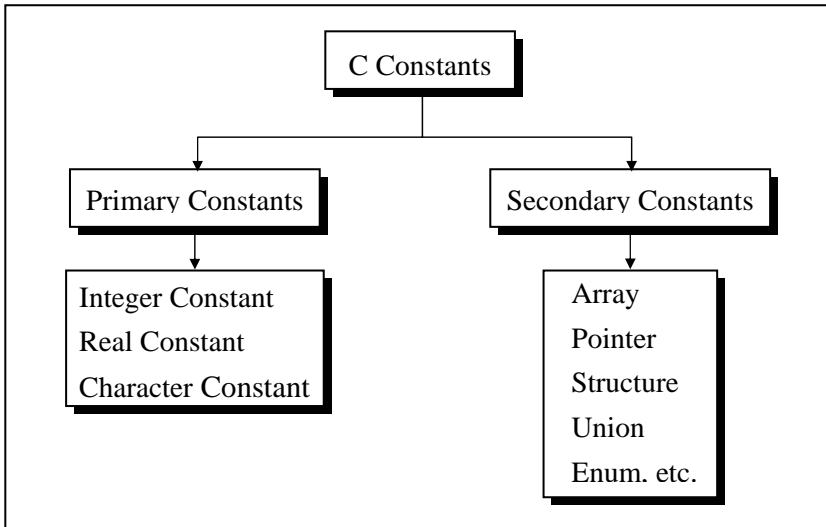 C Constants
Primary Constants
Secondary Constants
Integer Constant
Real Constant
Character Constant
Array
Pointer
Structure
Union
Enum, etc.